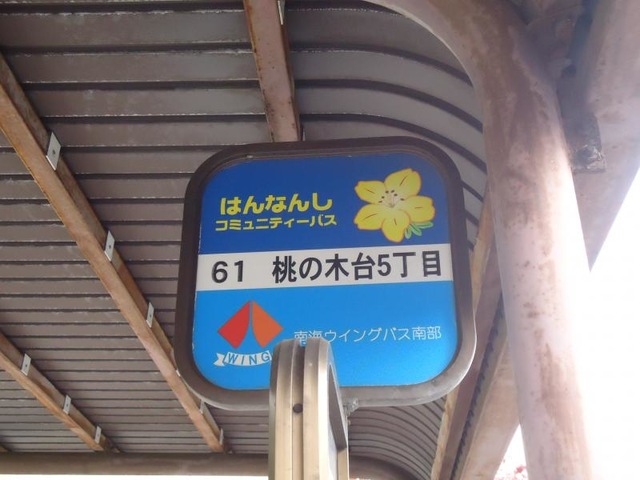 はんなんし
コミュニティーバス
61 桃の木台5丁目
WING
南海ウイングバス南部